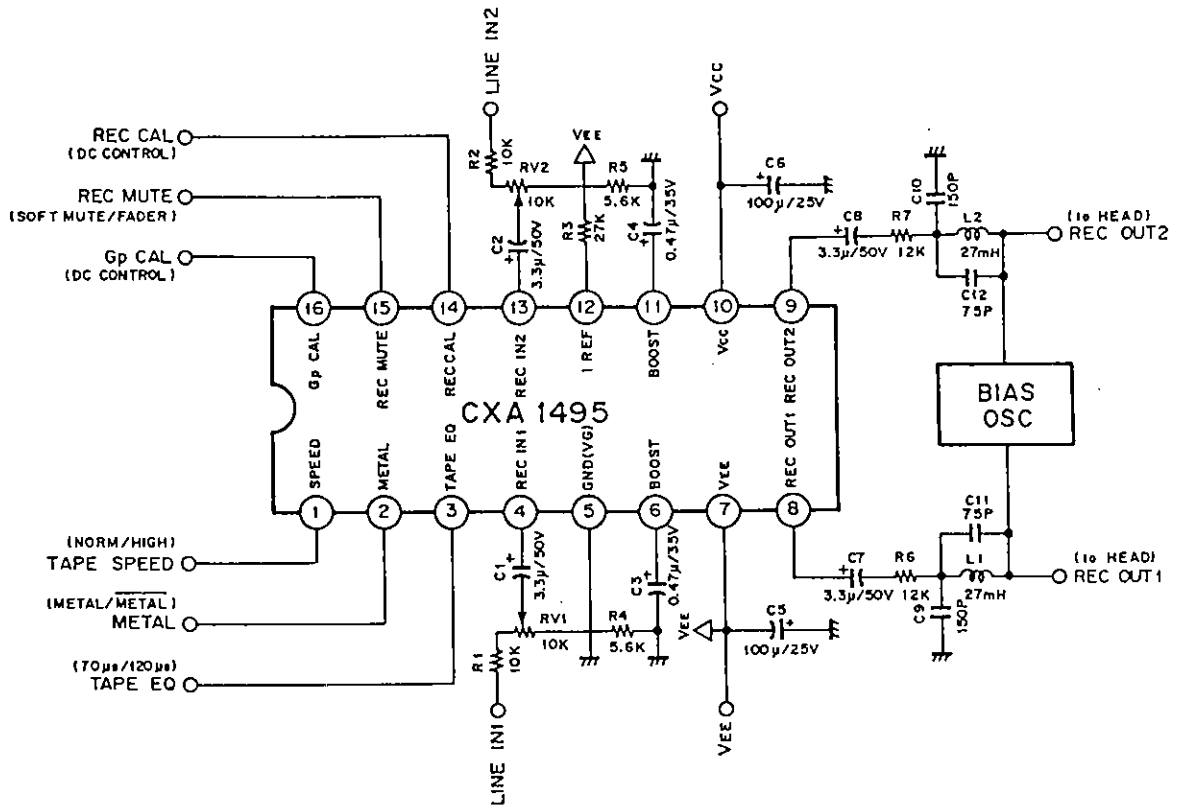 LINE IN2
VCC
REC CAL
(DC CONTROL)
REC MUTE
(SOFT MUTE/FADER)
Gp CAL
(DC CONTROL)
R2
10K
RV2
10K
C2
3.3μ/50V
VEE
R3
27K
R5
5.6K
C4
0.47μ/35V
C6
100μ/25V
C8
3.3μ/50V
R7
12K
C10
150P
L2
27mH
C12
75P
(to HEAD)
REC OUT2
16
15
14
13
12
11
10
9
Gp CAL
REC MUTE
REC CAL
REC IN2
I REF
BOOST
VCC
REC OUT2
CXA 1495
BIAS
OSC
SPEED
METAL
TAPE EQ
REC IN1
GND(VG)
BOOST
VEE
REC OUT1
1
2
3
4
5
6
7
8
(NORM/HIGH)
TAPE SPEED
(METAL/M̅E̅T̅A̅L̅)
METAL
(70μs/120μs)
TAPE EQ
C1
3.3μ/50V
RV1
10K
R1
10K
R4
5.6K
C3
0.47μ/35V
VEE
C5
100μ/25V
C7
3.3μ/50V
R6
12K
C9
150P
C11
75P
L1
27mH
(to HEAD)
REC OUT1
LINE IN1
VEE